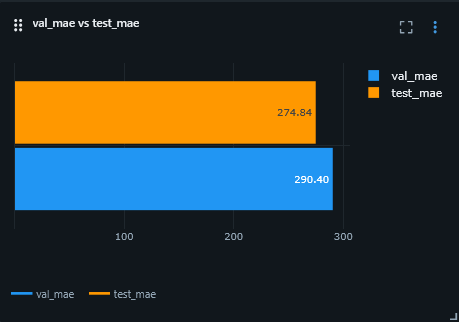 val_mae vs test_mae
val_mae
test_mae
274.84
290.40
100 200 300
val_mae test_mae